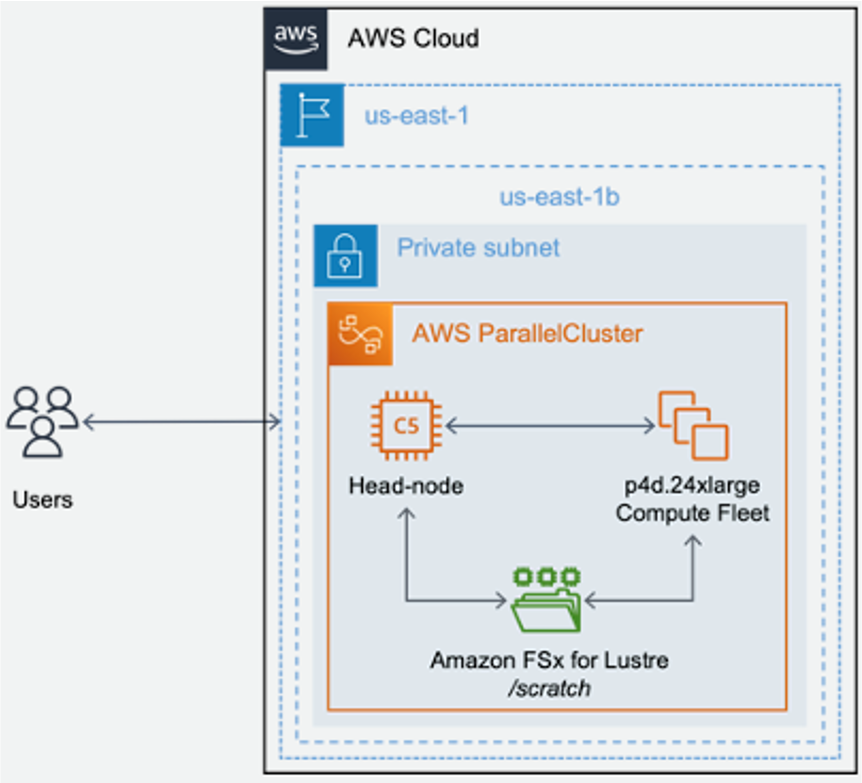 aws
AWS Cloud
us-east-1
us-east-1b
Private subnet
AWS ParallelCluster
C5
Head-node
p4d.24xlarge
Compute Fleet
Users
Amazon FSx for Lustre
/scratch